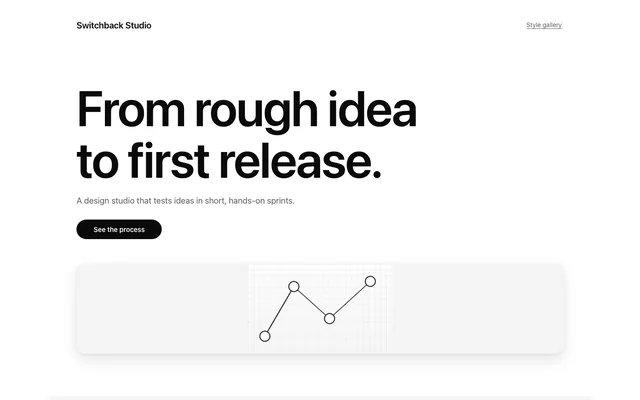 Switchback Studio
Style gallery
From rough idea
to first release.
A design studio that tests ideas in short, hands-on sprints.
See the process